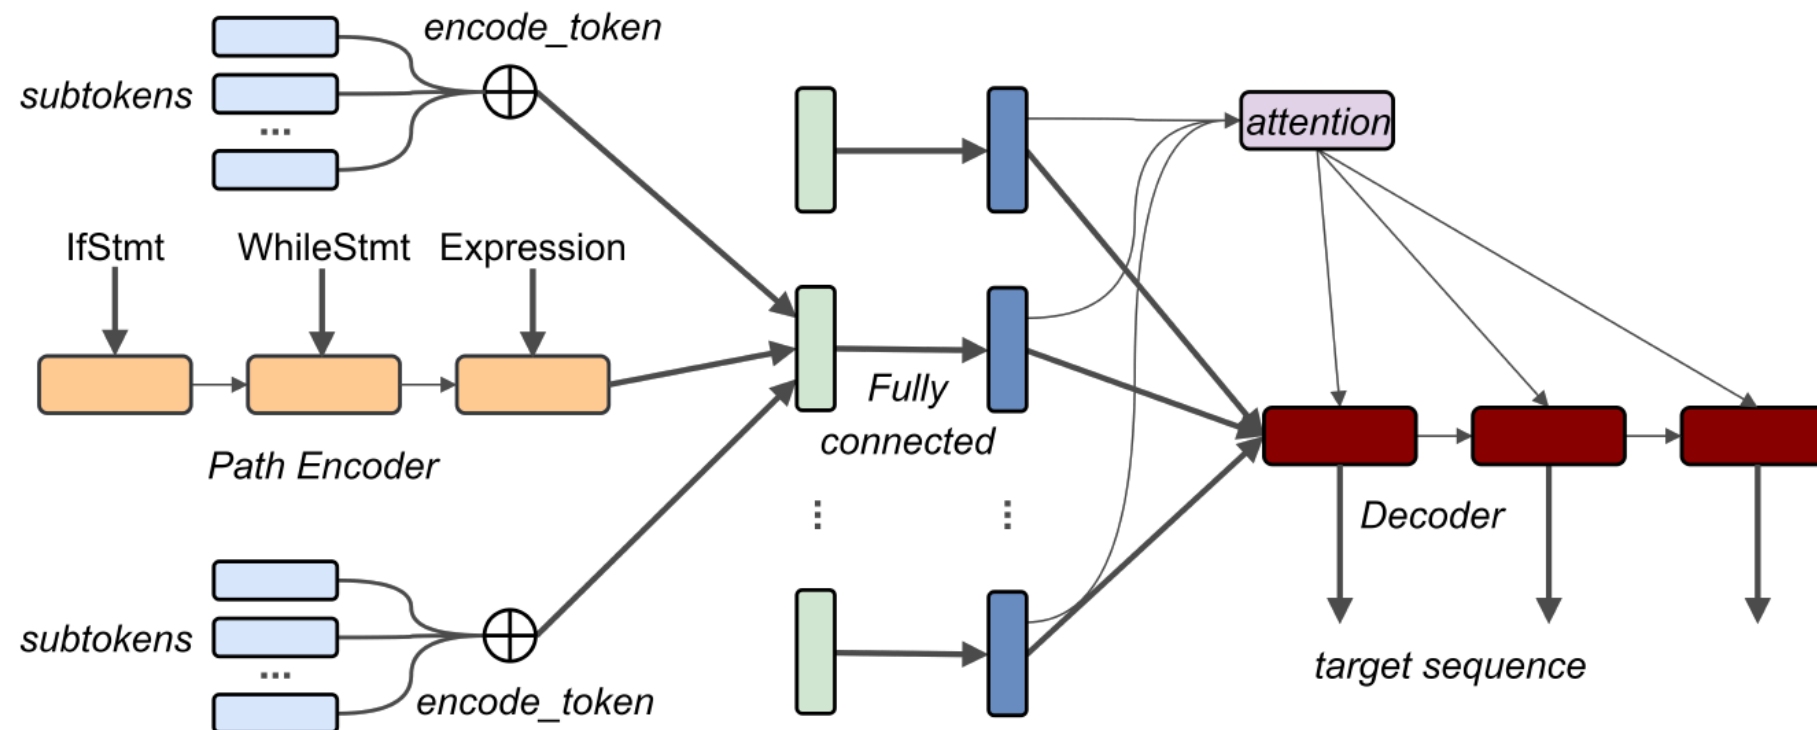 encode_token
subtokens
...
attention
IfStmt
WhileStmt
Expression
Fully
connected
Path Encoder
...
...
Decoder
subtokens
...
encode_token
target sequence